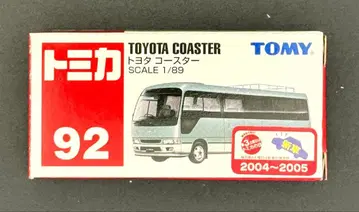 トミカ
92
TOYOTA COASTER
トヨタ コースター
SCALE 1/89
TOMY
新車
2004～2005